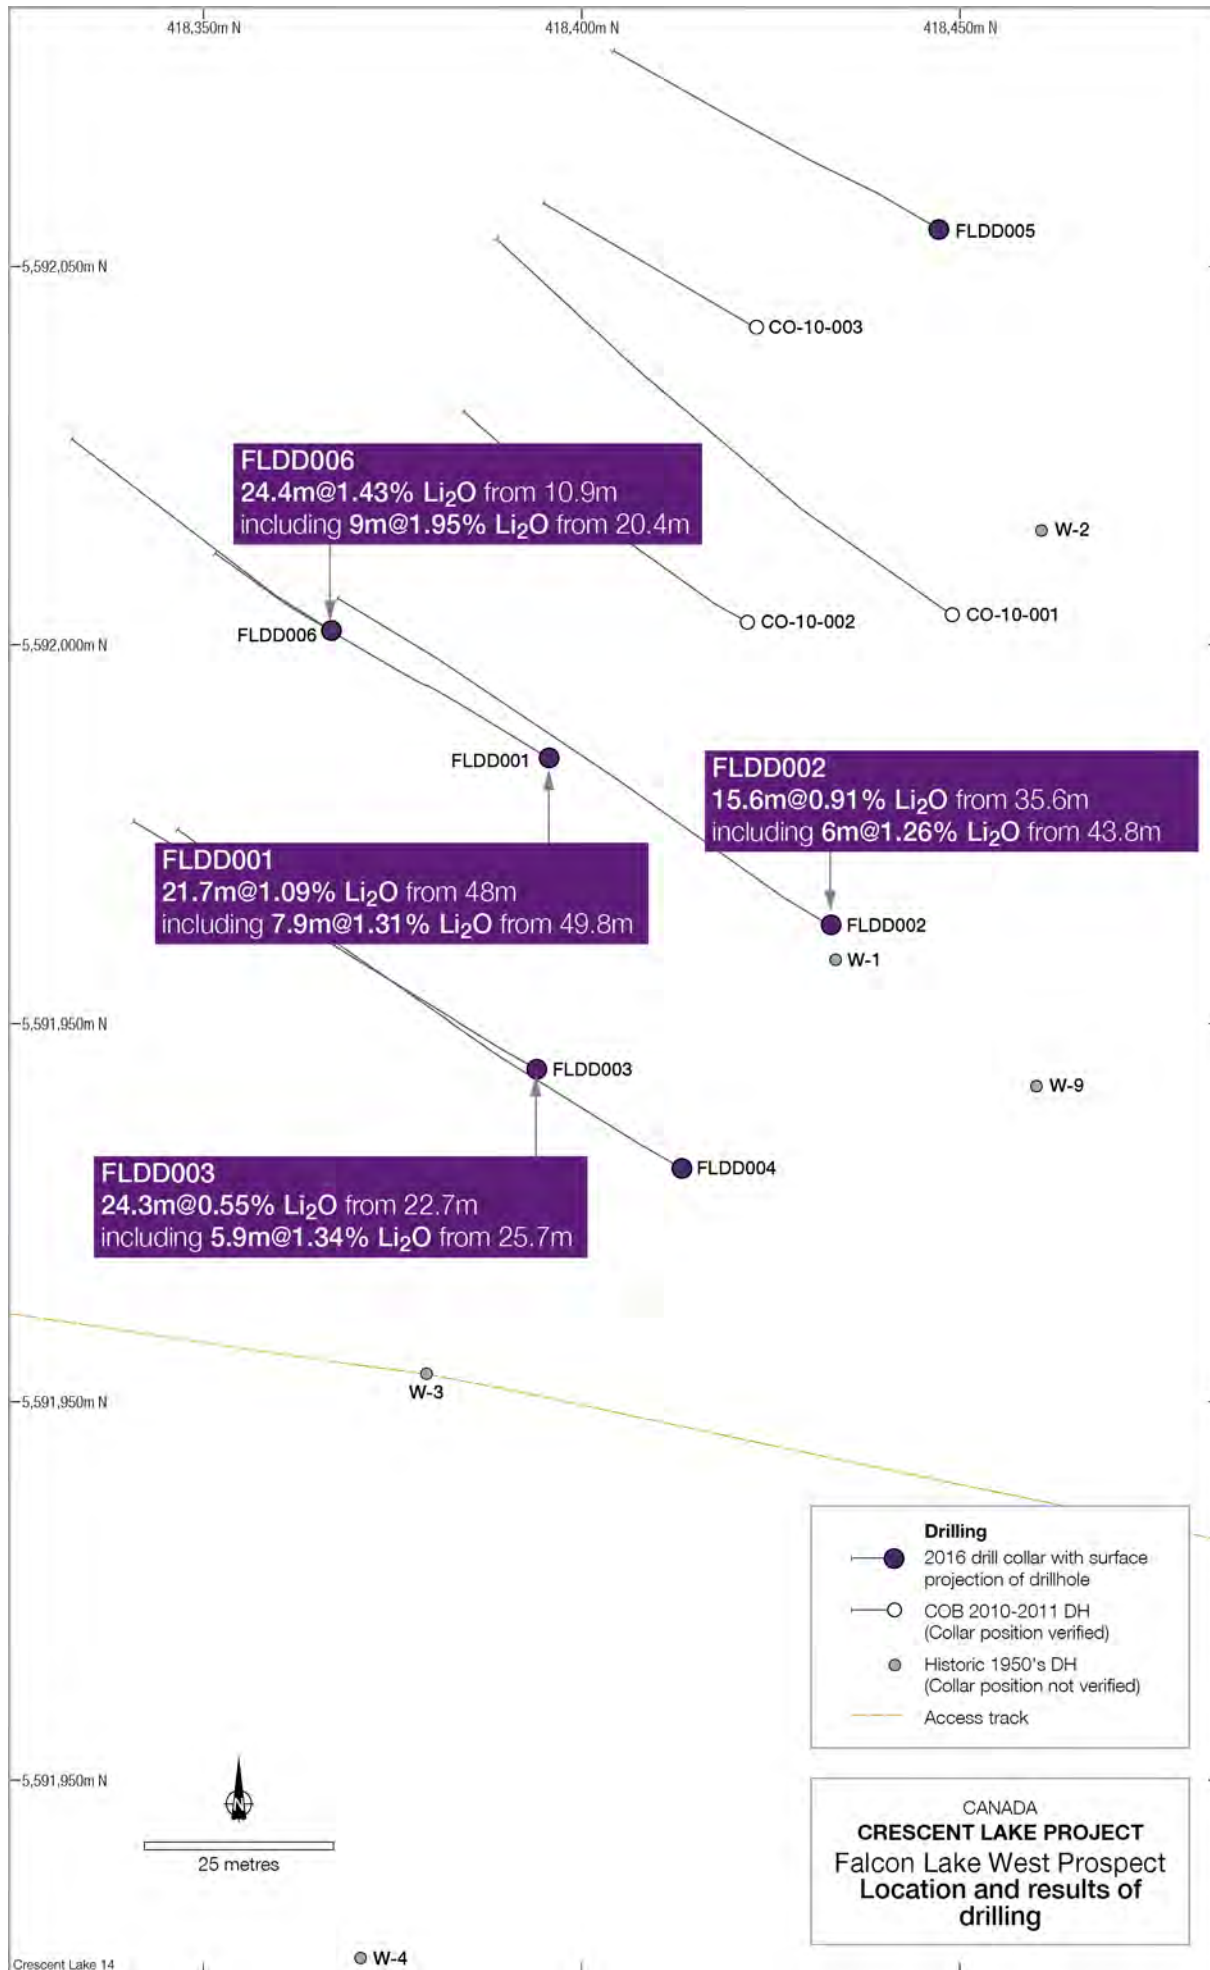 418,350m N
418,400m N
418,450m N
FLDD005
5,592,050m N
CO-10-003
FLDD006
24.4m@1.43% Li₂O from 10.9m
including 9m@1.95% Li₂O from 20.4m
W-2
CO-10-001
CO-10-002
FLDD006
5,592,000m N
FLDD001
FLDD002
15.6m@0.91% Li₂O from 35.6m
including 6m@1.26% Li₂O from 43.8m
FLDD001
21.7m@1.09% Li₂O from 48m
including 7.9m@1.31% Li₂O from 49.8m
FLDD002
W-1
5,591,950m N
FLDD003
W-9
FLDD004
FLDD003
24.3m@0.55% Li₂O from 22.7m
including 5.9m@1.34% Li₂O from 25.7m
W-3
5,591,950m N
Drilling
2016 drill collar with surface
projection of drillhole
COB 2010-2011 DH
(Collar position verified)
Historic 1950's DH
(Collar position not verified)
Access track
5,591,950m N
N
25 metres
CANADA
CRESCENT LAKE PROJECT
Falcon Lake West Prospect
Location and results of
drilling
W-4
Crescent Lake 14